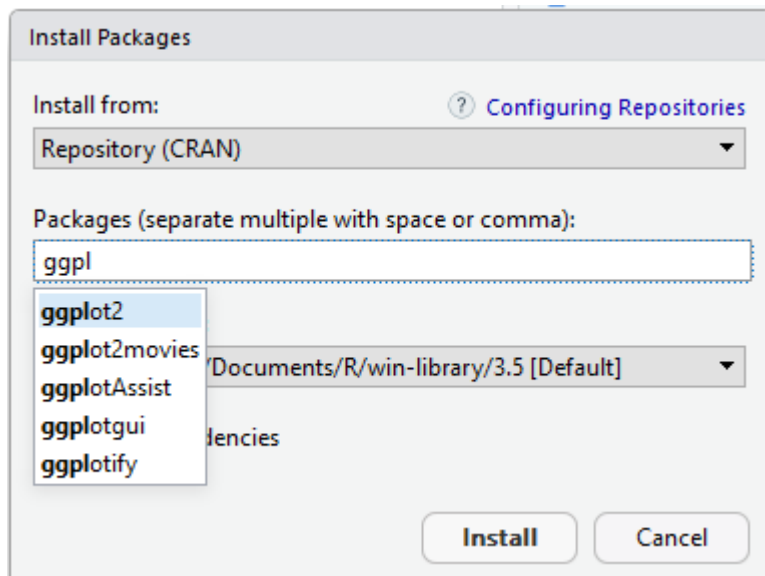 Install Packages
Install from:
? Configuring Repositories
Repository (CRAN)
Packages (separate multiple with space or comma):
ggpl
ggplot2
ggplot2movies
/Documents/R/win-library/3.5 [Default]
ggplotAssist
ggplotgui
dencies
ggplotify
Install
Cancel